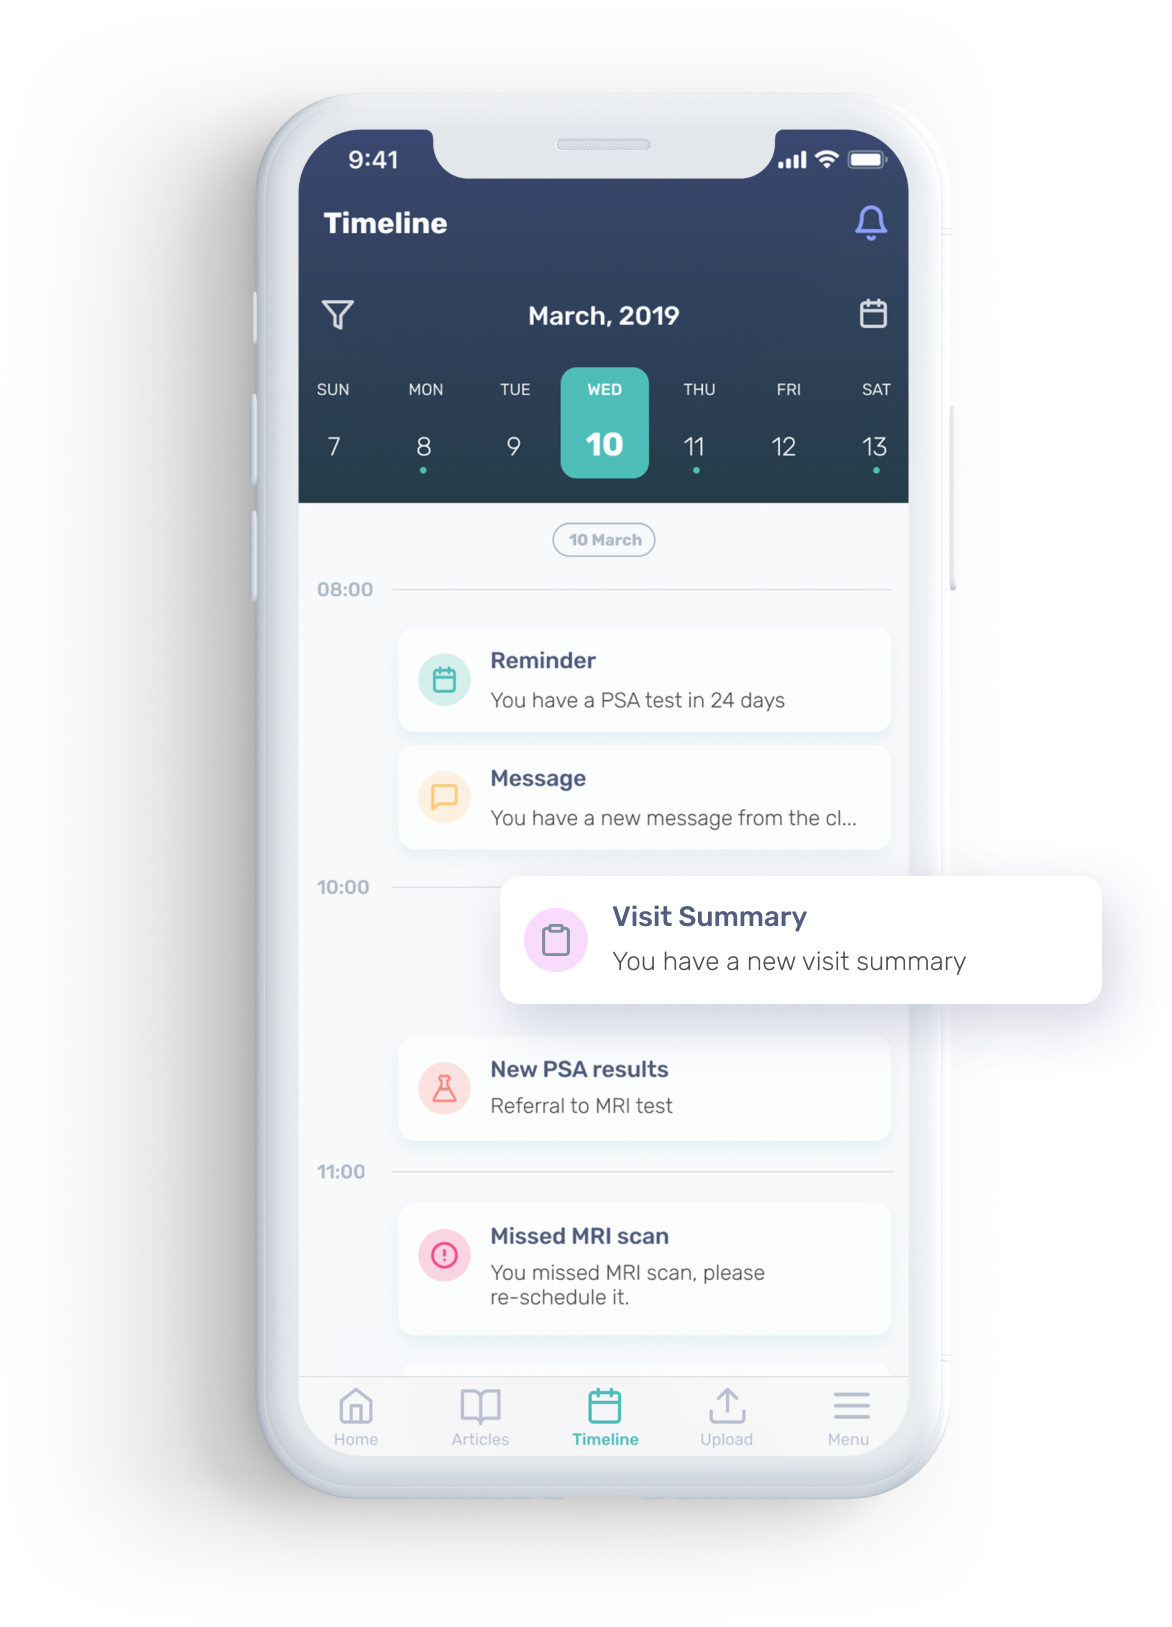 9:41
Timeline
March, 2019
SUN MON TUE WED THU FRI SAT
7 8 9 10 11 12 13
10 March
08:00
Reminder
You have a PSA test in 24 days
Message
You have a new message from the cl...
10:00
Visit Summary
You have a new visit summary
New PSA results
Referral to MRI test
11:00
Missed MRI scan
You missed MRI scan, please
re-schedule it.
Home Articles Timeline Upload Menu